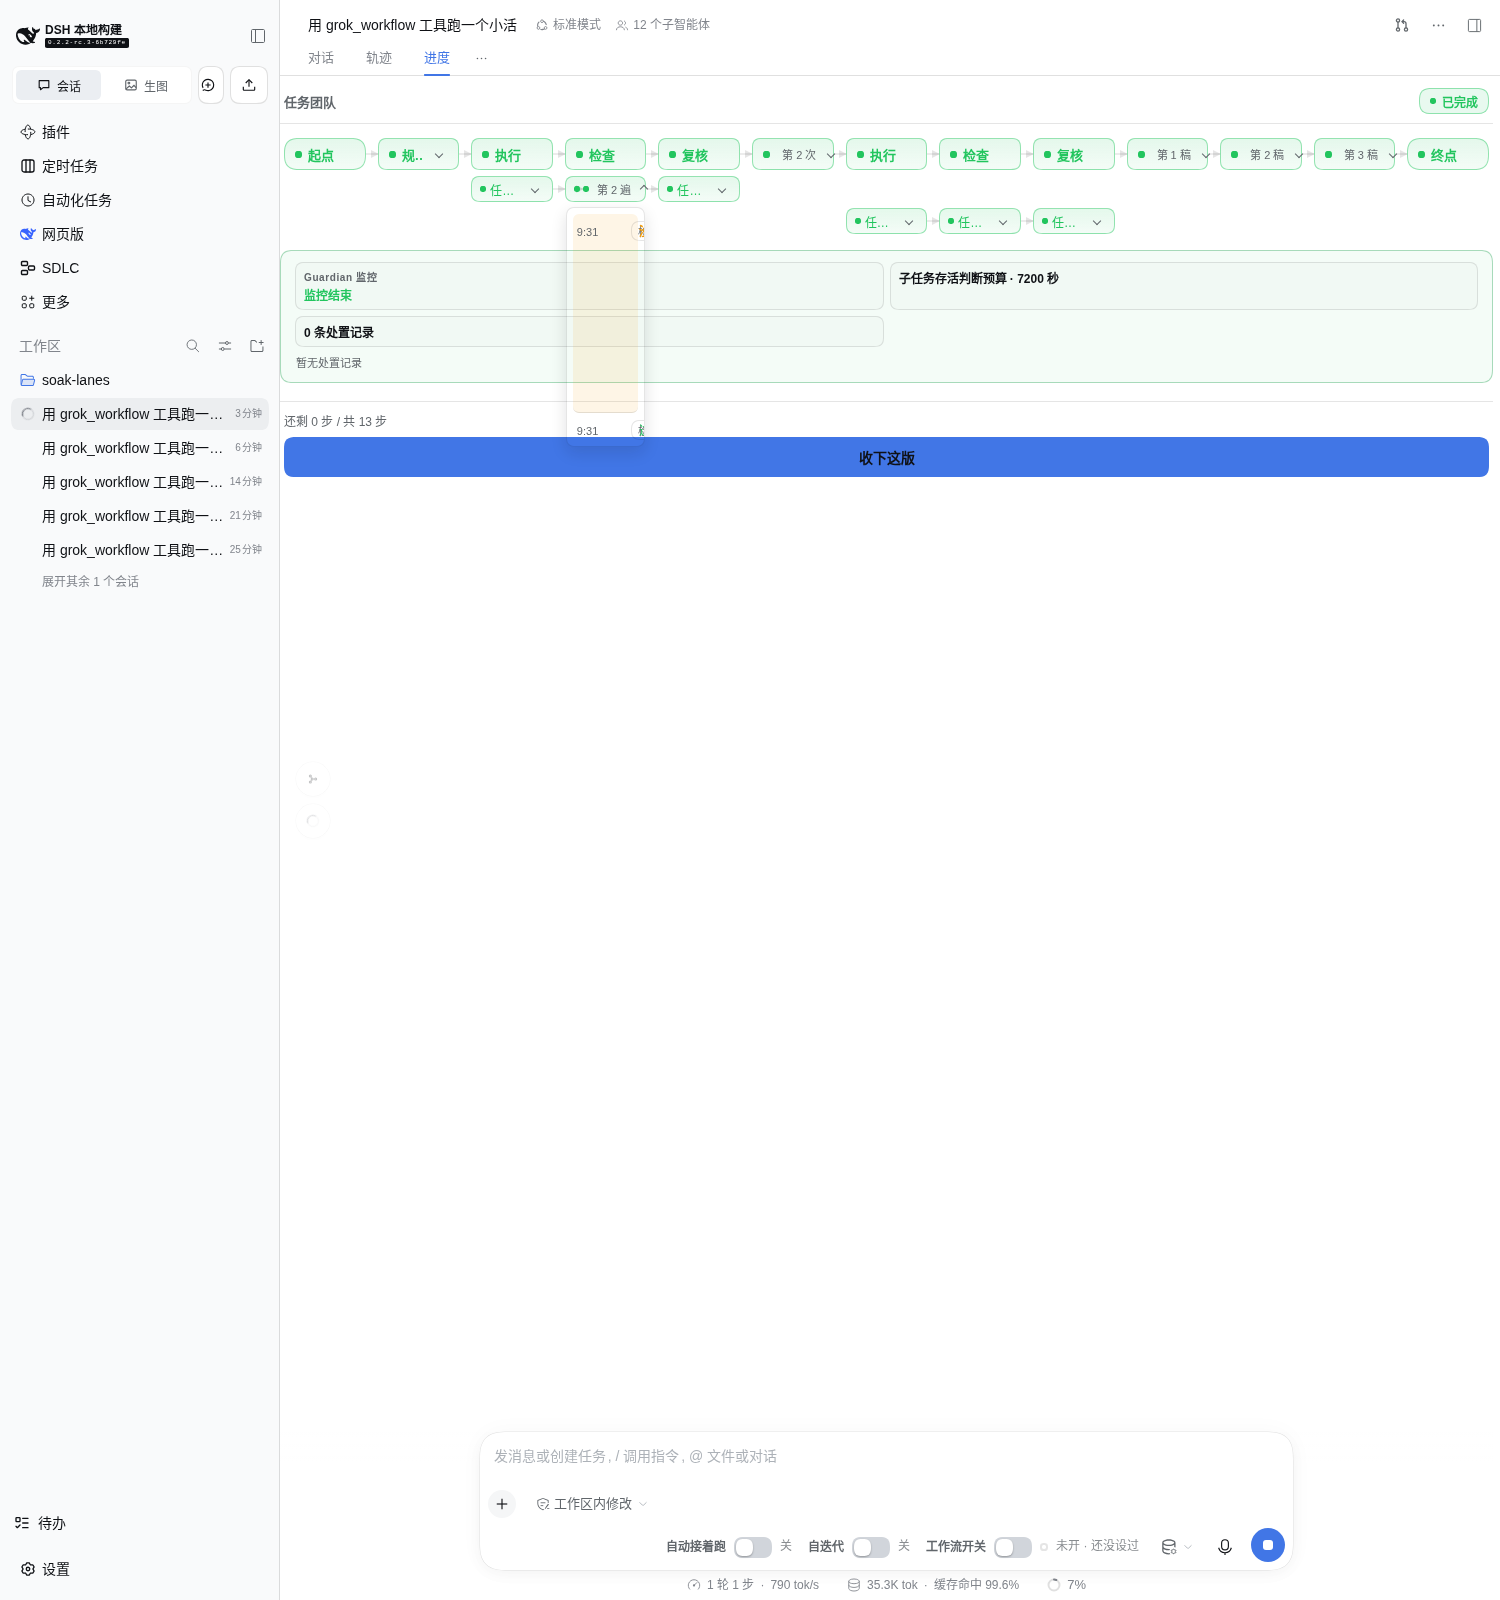 DSH 本地构建
0.2.2-rc.3-6b729fe
会话
生图
插件
定时任务
自动化任务
网页版
SDLC
更多
工作区
soak-lanes
用 grok_workflow 工具跑一… 3分钟
用 grok_workflow 工具跑一… 6分钟
用 grok_workflow 工具跑一… 14分钟
用 grok_workflow 工具跑一… 21分钟
用 grok_workflow 工具跑一… 25分钟
展开其余 1 个会话
待办
设置
用 grok_workflow 工具跑一个小活 标准模式 12 个子智能体
对话 轨迹 进度 …
任务团队 已完成
起点 规.. 执行 检查 复核 第 2 次 执行 检查 复核 第 1 稿 第 2 稿 第 3 稿 终点
任… 第 2 遍 任…
任… 任… 任…
9:31
9:31
Guardian 监控
监控结束
子任务存活判断预算 · 7200 秒
0 条处置记录
暂无处置记录
还剩 0 步 / 共 13 步
收下这版
发消息或创建任务, / 调用指令, @ 文件或对话
工作区内修改
自动接着跑 关 自迭代 关 工作流开关 未开 · 还没设过
1 轮 1 步 · 790 tok/s 35.3K tok · 缓存命中 99.6% 7%